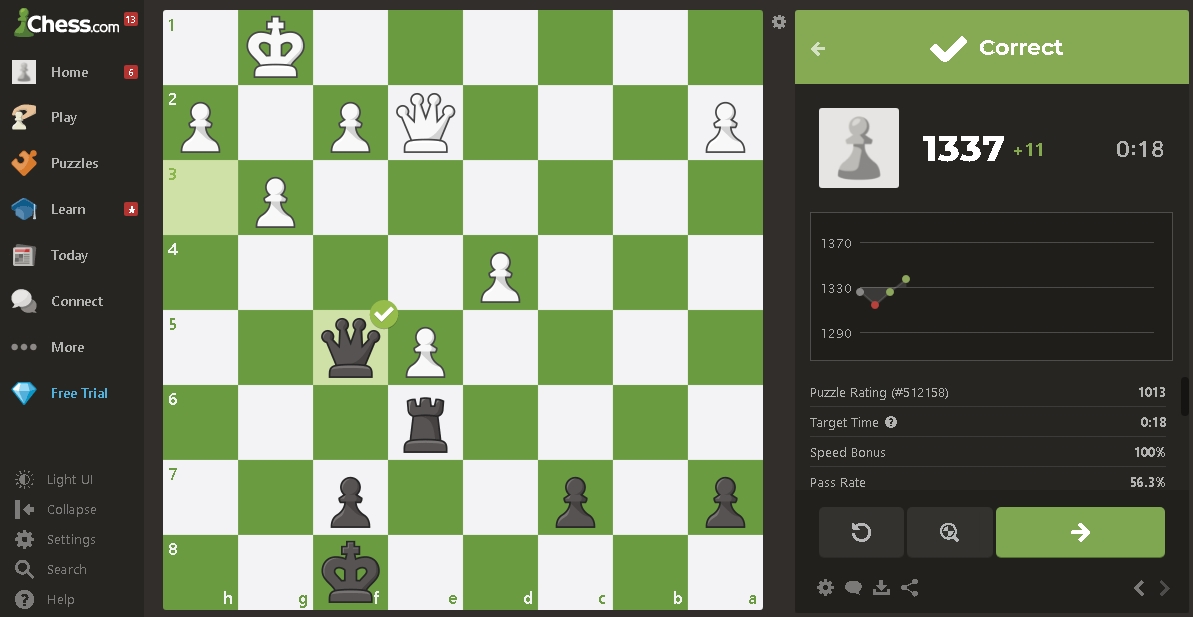 Chess.com 13
Home 6
Play
Puzzles
Learn
Today
Connect
More
Free Trial
Light UI
Collapse
Settings
Search
Help
1
2
3
4
5
6
7
8
h g f e d c b a
Correct
1337 +11 0:18
1370
1330
1290
Puzzle Rating (#512158) 1013
Target Time ? 0:18
Speed Bonus 100%
Pass Rate 56.3%